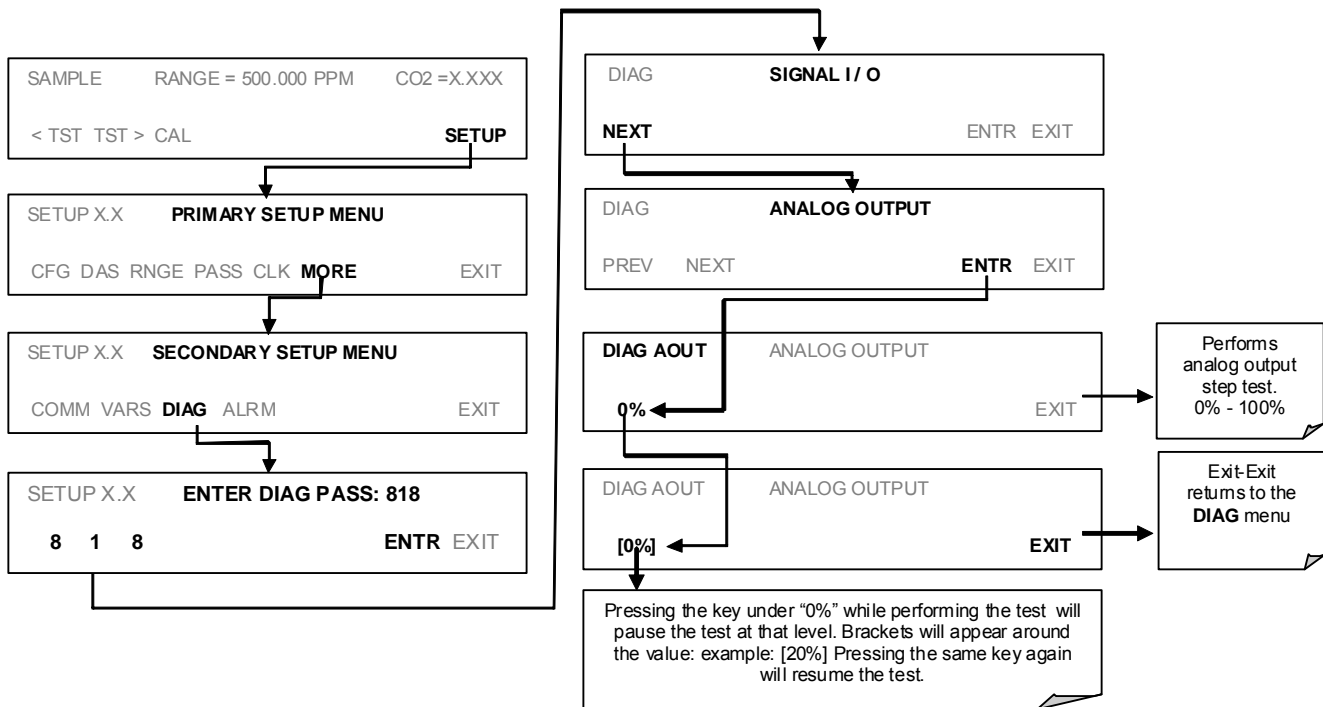 SAMPLE RANGE = 500.000 PPM CO2 =X.XXX
< TST TST > CAL SETUP
SETUP X.X PRIMARY SETUP MENU
CFG DAS RNGE PASS CLK MORE EXIT
SETUP X.X SECONDARY SETUP MENU
COMM VARS DIAG ALRM EXIT
SETUP X.X ENTER DIAG PASS: 818
8 1 8 ENTR EXIT
DIAG SIGNAL I / O
NEXT ENTR EXIT
DIAG ANALOG OUTPUT
PREV NEXT ENTR EXIT
DIAG AOUT ANALOG OUTPUT
0% EXIT
Performs
analog output
step test.
0% - 100%
DIAG AOUT ANALOG OUTPUT
[0%] EXIT
Exit-Exit
returns to the
DIAG menu
Pressing the key under “0%” while performing the test will
pause the test at that level. Brackets will appear around
the value: example: [20%] Pressing the same key again
will resume the test.